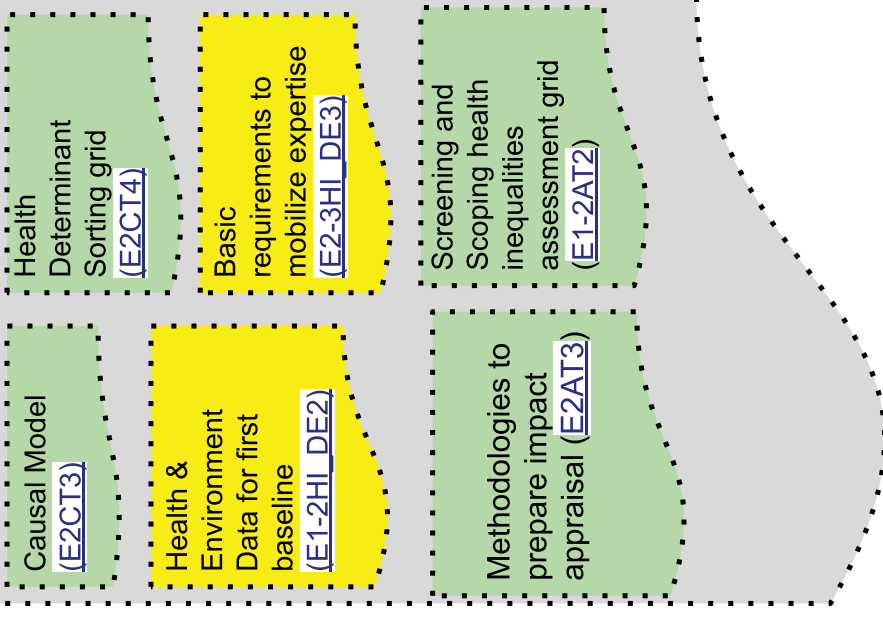 Causal Model
(E2CT3)
Health
Determinant
Sorting grid
(E2CT4)
Health &
Environment
Data for first
baseline
(E1-2HI_DE2)
Basic
requirements to
mobilize expertise
(E2-3HI_DE3)
Methodologies to
prepare impact
appraisal (E2AT3)
Screening and
Scoping health
inequalities
assessment grid
(E1-2AT2)